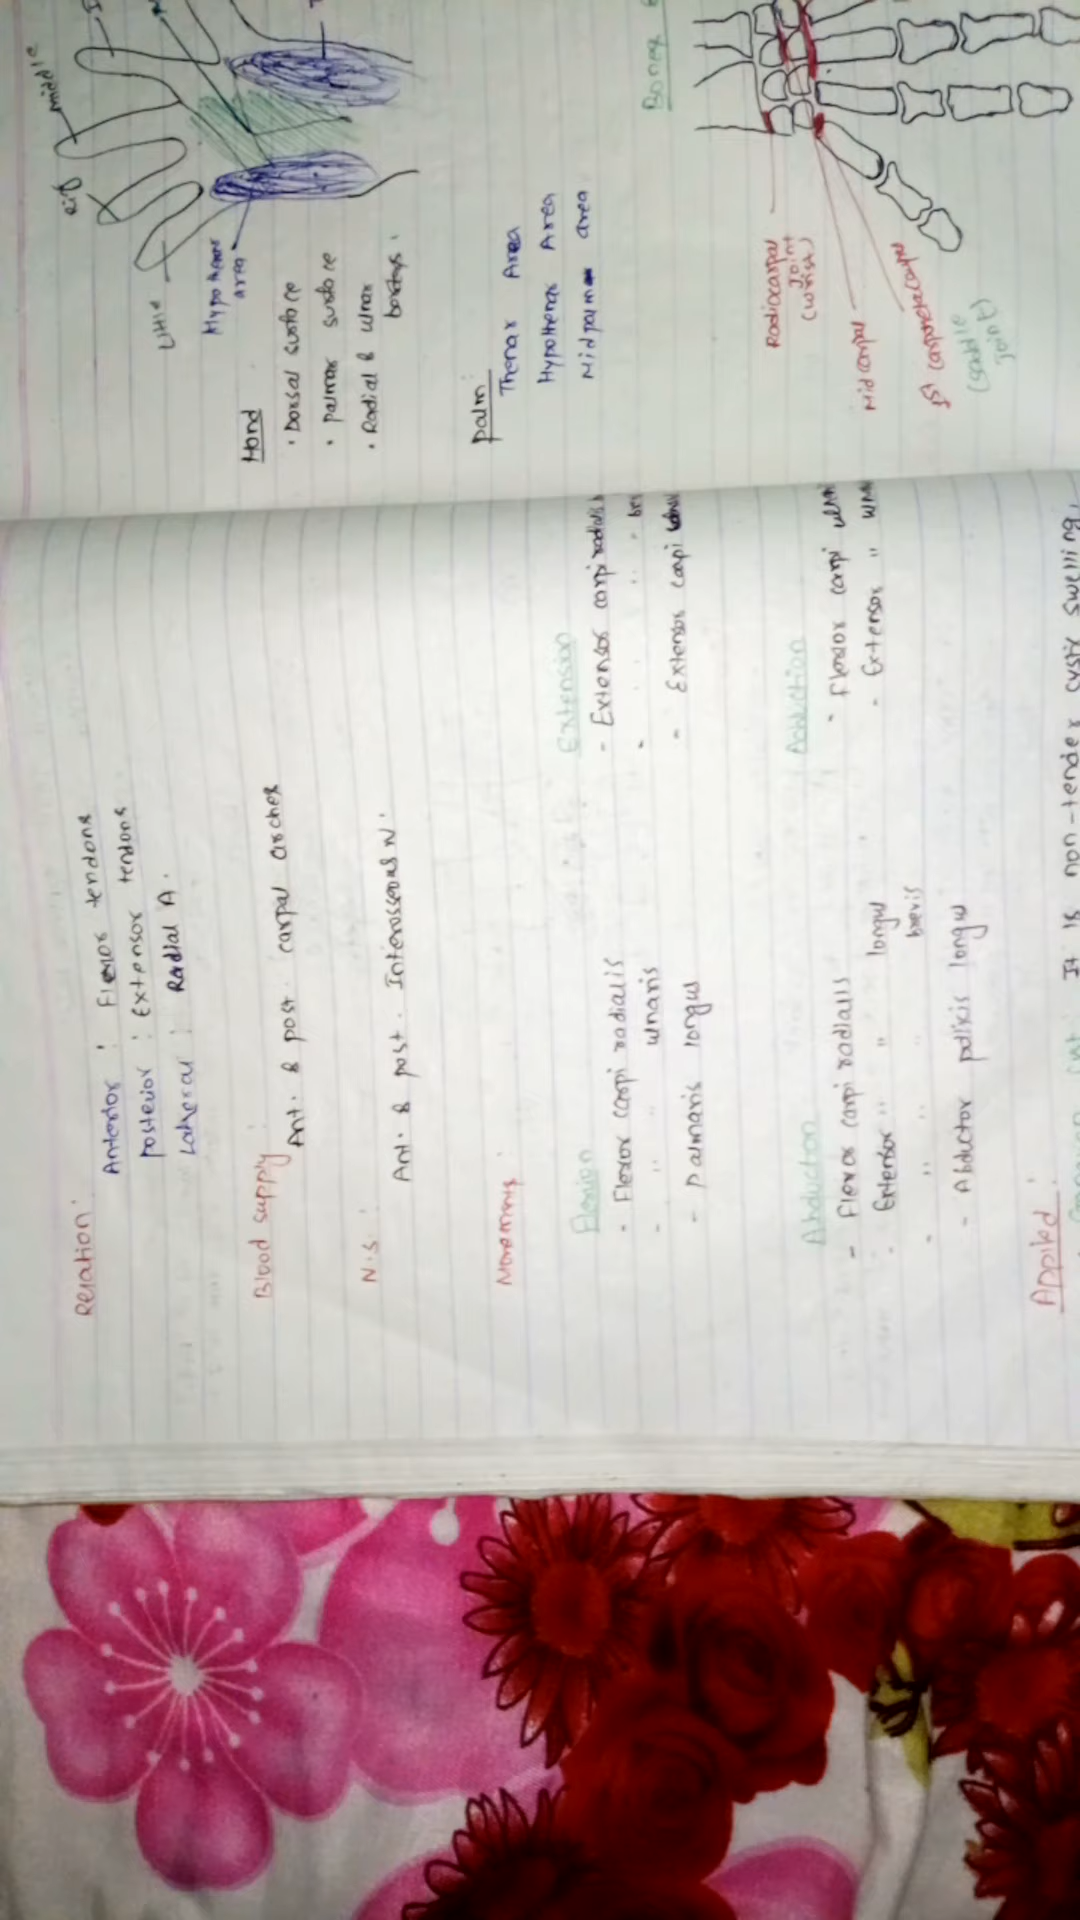 Relation:
Anterior : Flexor tendons
Posterior : Extensor tendons
Lateral : Radial A.
Blood supply:
Ant. & post. carpal arches
N.S.:
Ant. & post. Interosseous N.
Movements:
Flexion
- Flexor carpi radialis
- " " ulnaris
- Palmaris longus
Extension
- Extensor carpi radialis
- " "
- Extensor carpi
Abduction
- Flexor carpi radialis
- Extensor " " longus
- " " " brevis
- Abductor pollicis longus
Adduction
- Flexor carpi
- Extensor "
Applied:
It is non-tender cystic swelling,
middle
Little
Hypothenar
area
Hand
• Dorsal surface
• Palmar surface
• Radial & ulnar
borders.
Palm:
Thenar Area
Hypothenar Area
Midpalm area
Bones
Radiocarpal
Joint
(wrist)
Midcarpal
1st carpometacarpal
(saddle
joint)